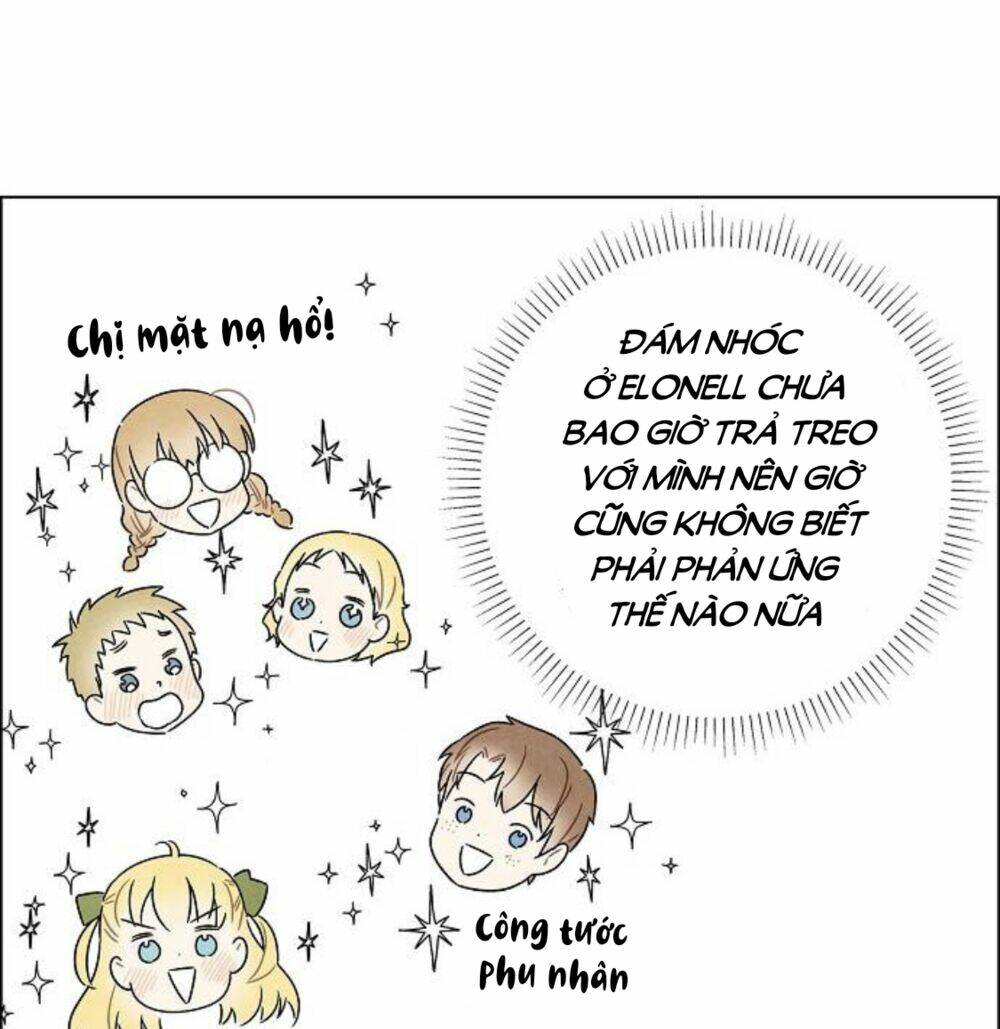 Chị mặt nạ hổ!
ĐÁM NHÓC
Ở ELONELL CHƯA
BAO GIỜ TRẢ TREO
VỚI MÌNH NÊN GIỜ
CŨNG KHÔNG BIẾT
PHẢI PHẢN ỨNG
THẾ NÀO NỮA
Công tước
phu nhân